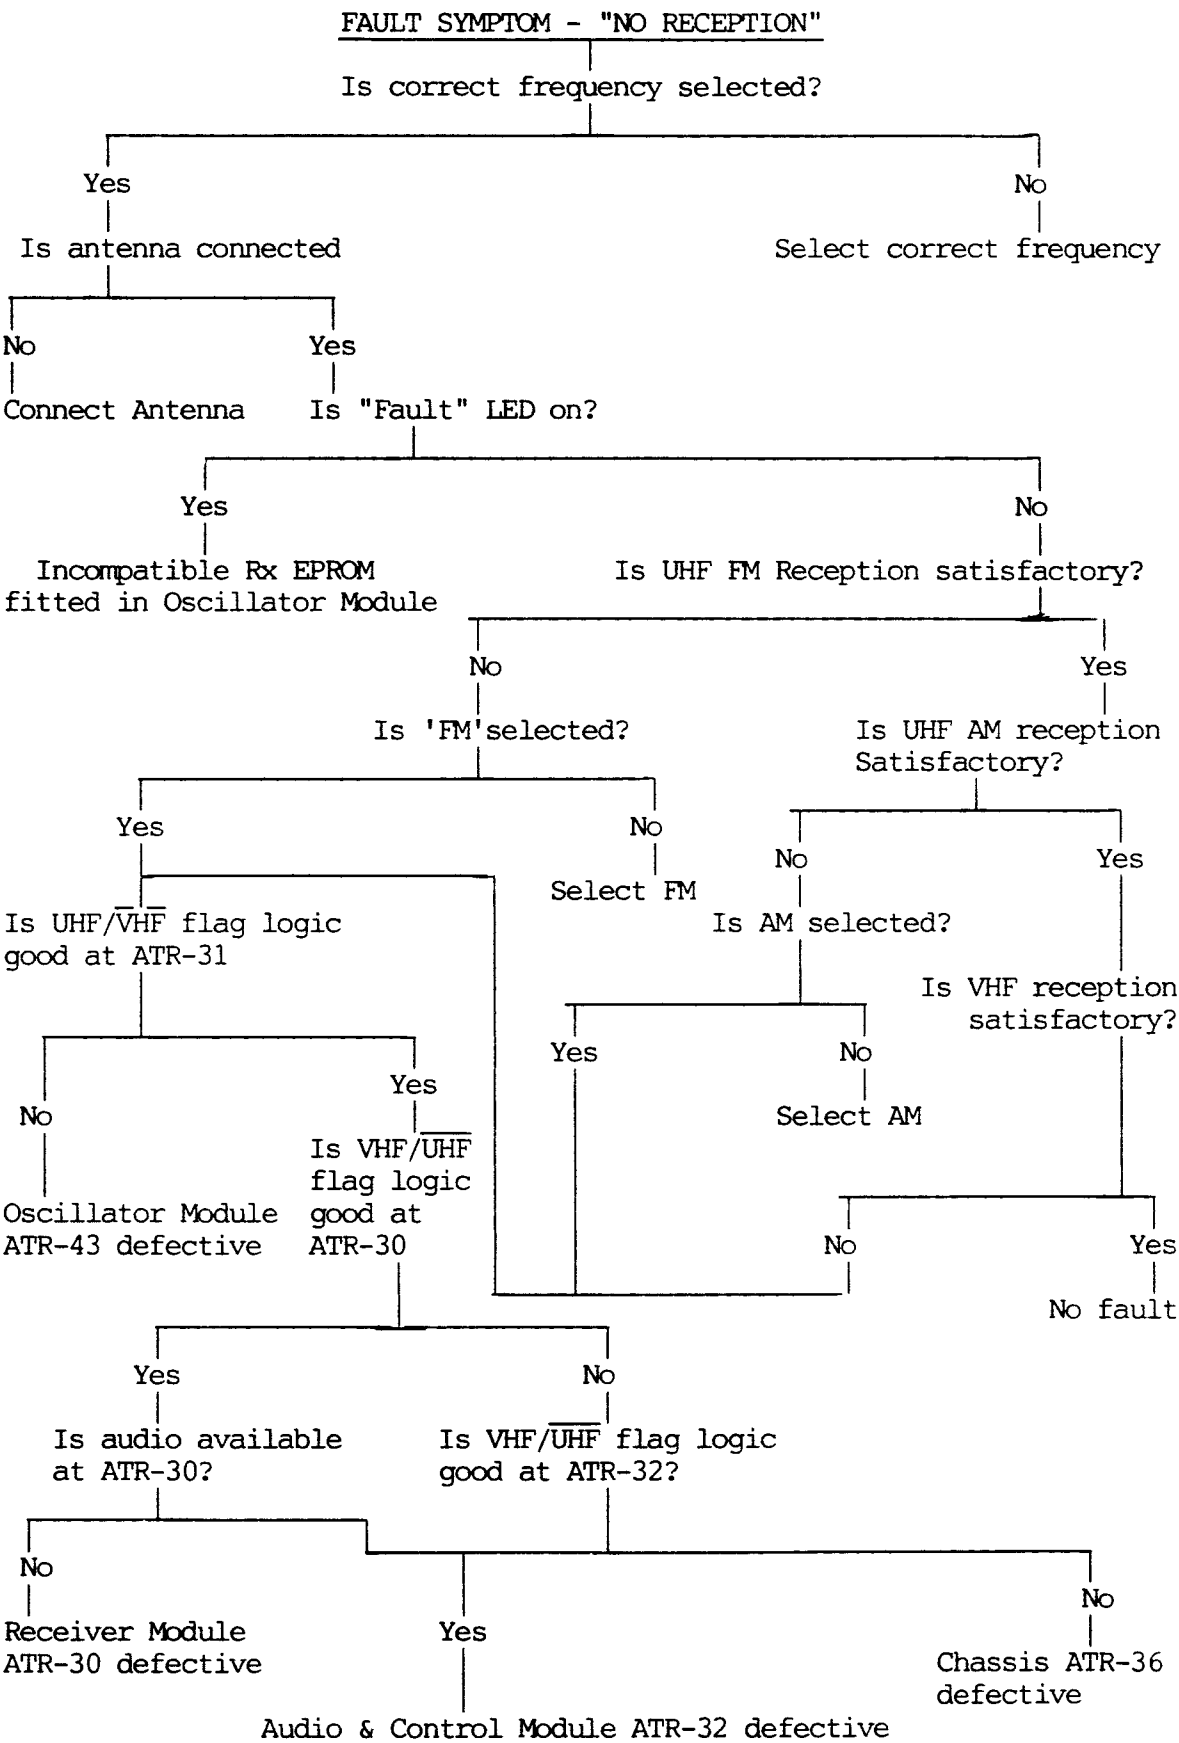 FAULT SYMPTOM - "NO RECEPTION"
Is correct frequency selected?
Yes
No
Is antenna connected
Select correct frequency
No
Yes
Connect Antenna
Is "Fault" LED on?
Yes
No
Incompatible Rx EPROM
fitted in Oscillator Module
Is UHF FM Reception satisfactory?
No
Yes
Is 'FM'selected?
Is UHF AM reception
Satisfactory?
Yes
No
No
Yes
Select FM
Is UHF/V̅H̅F̅ flag logic
good at ATR-31
Is AM selected?
Is VHF reception
satisfactory?
Yes
No
Select AM
No
Yes
Oscillator Module
ATR-43 defective
Is VHF/U̅H̅F̅
flag logic
good at
ATR-30
No
Yes
No fault
Yes
No
Is audio available
at ATR-30?
Is VHF/U̅H̅F̅ flag logic
good at ATR-32?
No
Yes
No
Receiver Module
ATR-30 defective
Chassis ATR-36
defective
Audio & Control Module ATR-32 defective